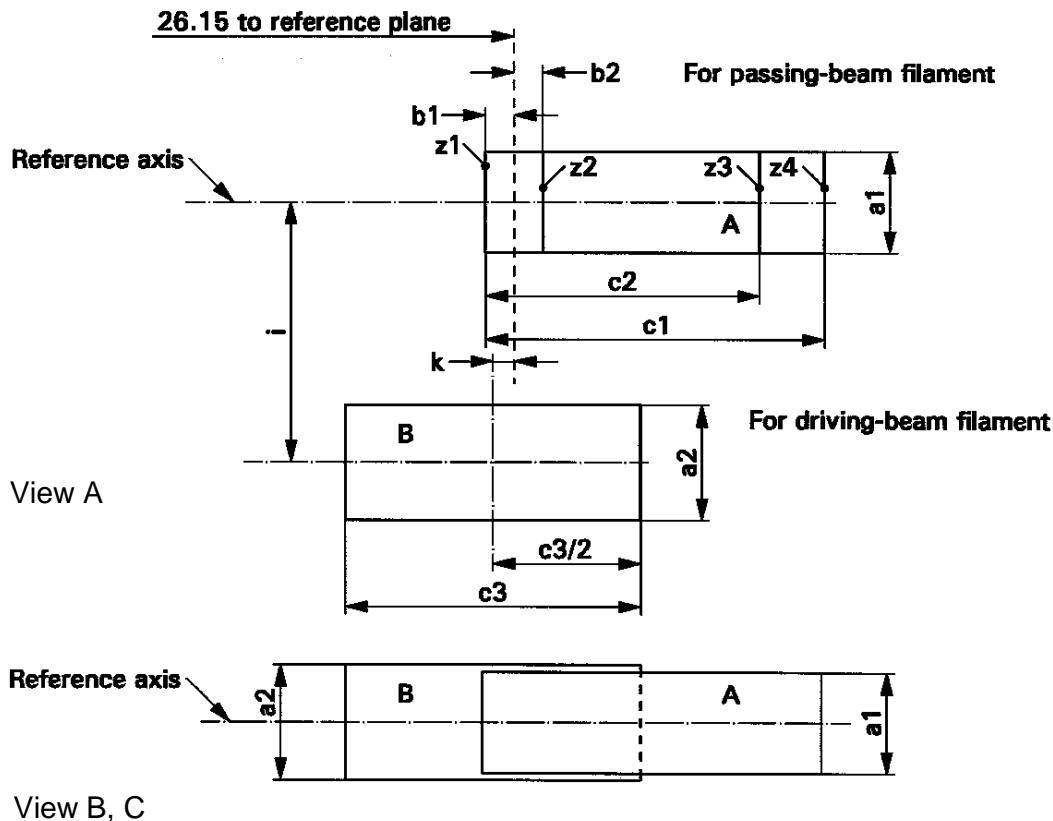 26.15 to reference plane
b2
For passing-beam filament
b1
z1
Reference axis
z2
z3
z4
a1
A
c2
c1
i
k
For driving-beam filament
B
a2
View A
c3/2
c3
Reference axis
a2
B
A
a1
View B, C